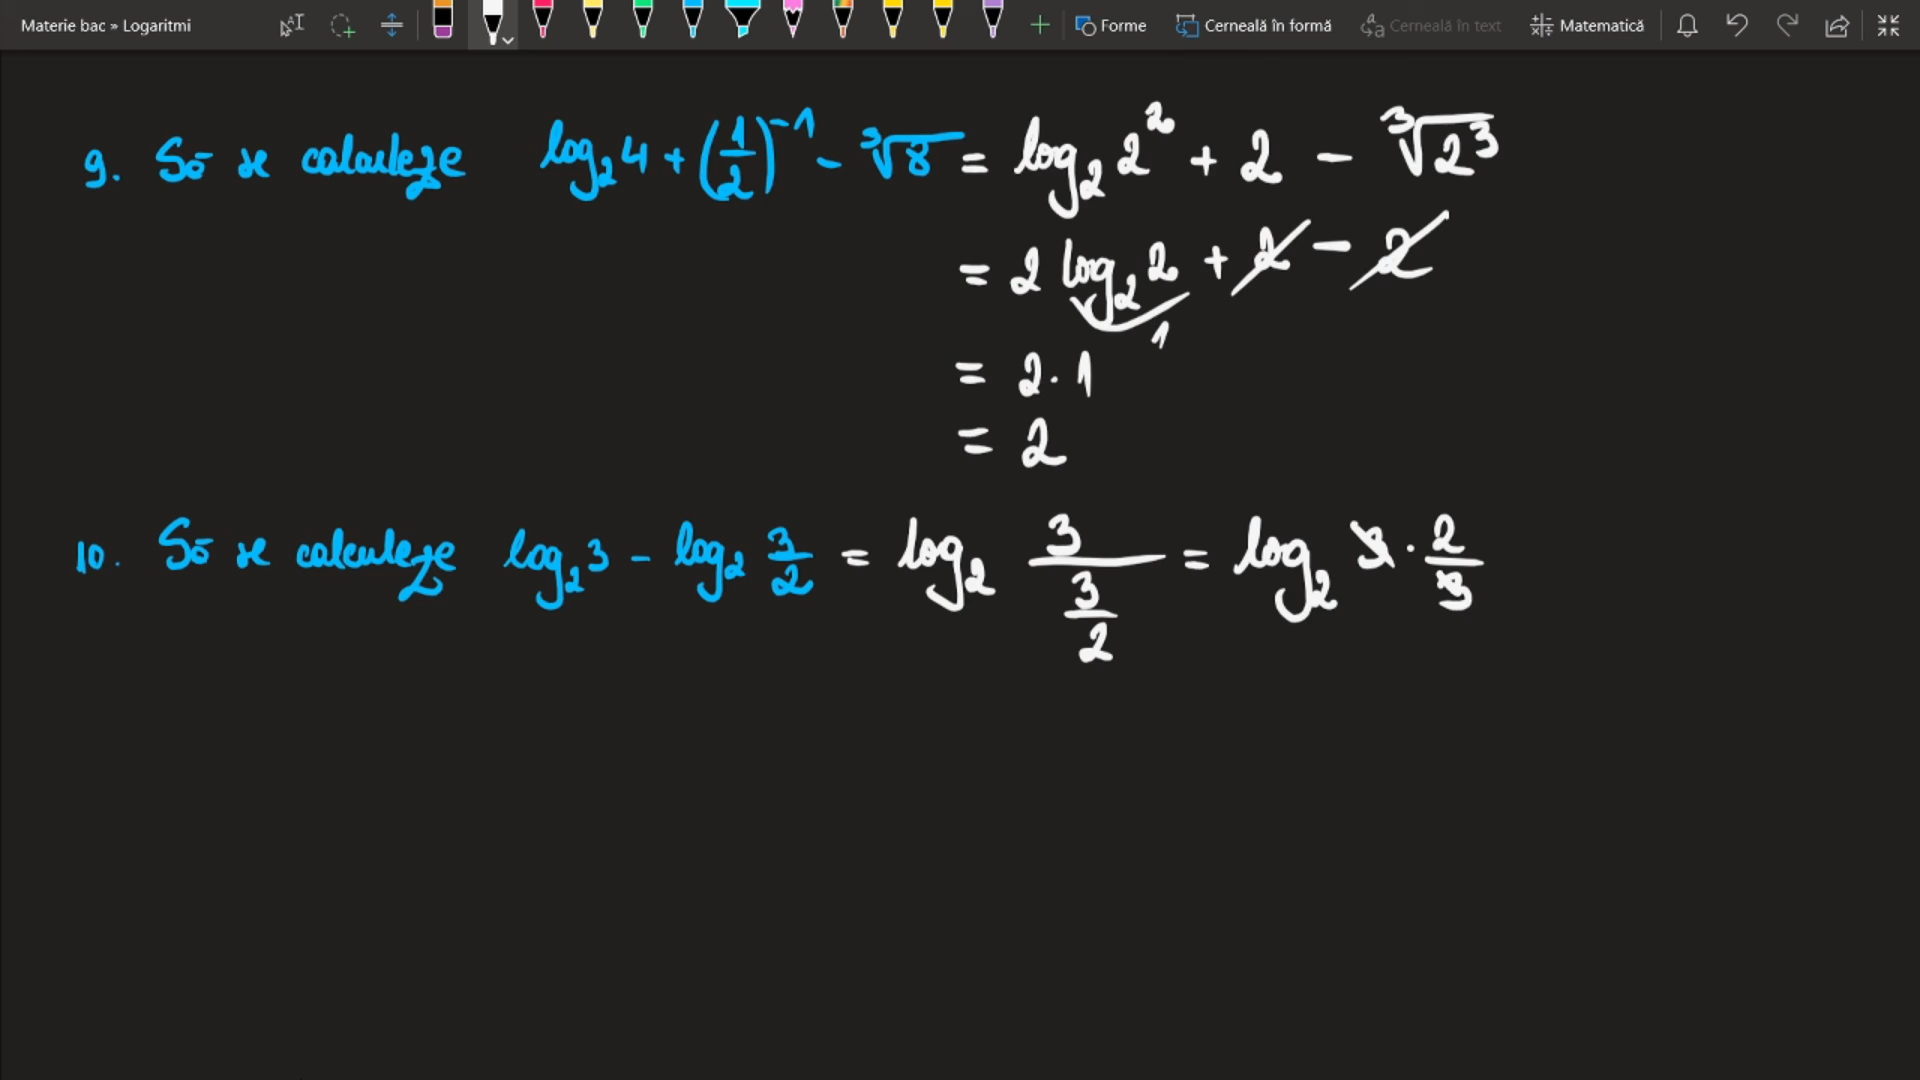 Materie bac » Logaritmi Forme Cerneală în formă Cerneală în text Matematică
9. Să se calculeze log₂4 + (1/2)⁻¹ - ³√8 = log₂2² + 2 - ³√2³
= 2 log₂2 + 2 - 2
1
= 2·1
= 2
10. Să se calculeze log₂3 - log₂ 3/2 = log₂ 3/(3/2) = log₂ 3 · 2/3